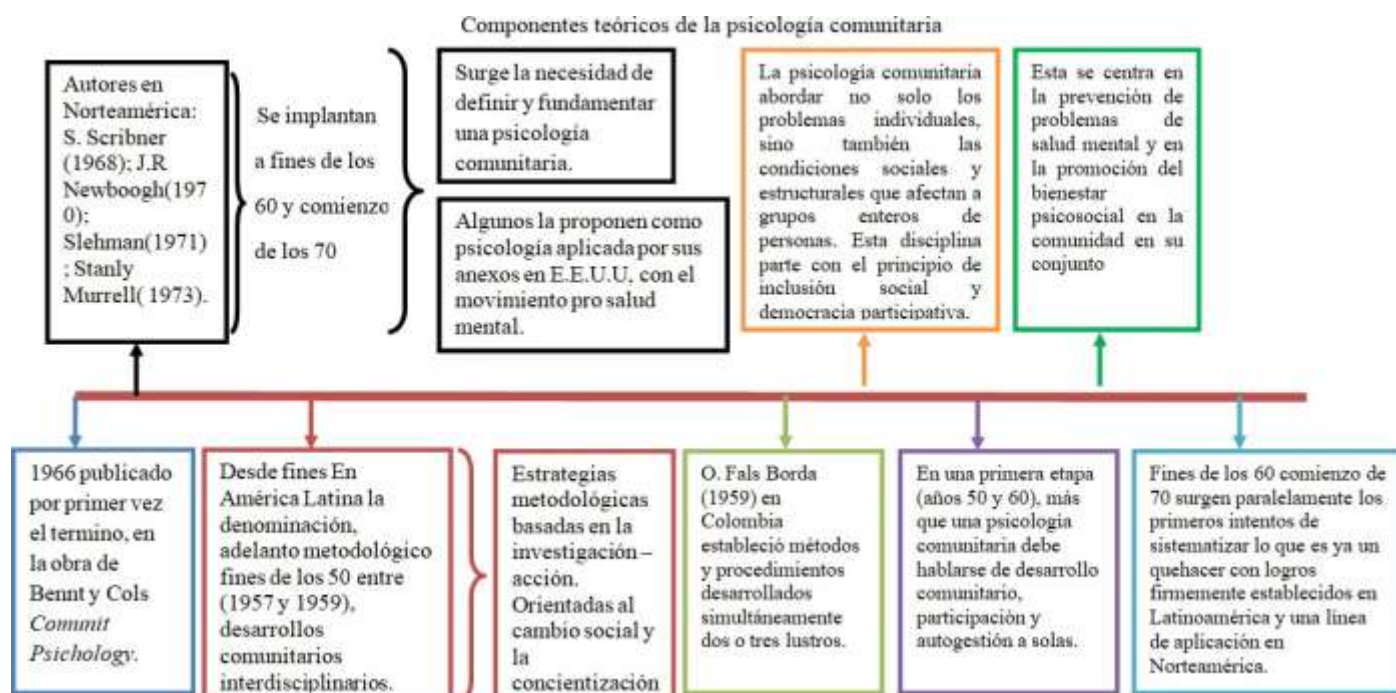 Componentes teóricos de la psicología comunitaria
Autores en
Norteamérica:
S. Scribner
(1968); J.R
Newboogh(197
0);
Slehman(1971)
; Stanly
Murrell( 1973).
Se implantan
a fines de los
60 y comienzo
de los 70
Surge la necesidad de
definir y fundamentar
una psicología
comunitaria.
Algunos la proponen como
psicología aplicada por sus
anexos en E.E.U.U, con el
movimiento pro salud
mental.
La psicología comunitaria
abordar no solo los
problemas individuales,
sino también las
condiciones sociales y
estructurales que afectan a
grupos enteros de
personas. Esta disciplina
parte con el principio de
inclusión social y
democracia participativa.
Esta se centra en
la prevención de
problemas de
salud mental y en
la promoción del
bienestar
psicosocial en la
comunidad en su
conjunto
1966 publicado
por primer vez
el termino, en
la obra de
Bennt y Cols
Comunit
Psichology.
Desde fines En
América Latina la
denominación,
adelanto metodológico
fines de los 50 entre
(1957 y 1959),
desarrollos
comunitarios
interdisciplinarios.
Estrategias
metodológicas
basadas en la
investigación –
acción.
Orientadas al
cambio social y
la
concientización
O. Fals Borda
(1959) en
Colombia
estableció métodos
y procedimientos
desarrollados
simultáneamente
dos o tres lustros.
En una primera etapa
(años 50 y 60), más
que una psicología
comunitaria debe
hablarse de desarrollo
comunitario,
participación y
autogestión a solas.
Fines de los 60 comienzo de
70 surgen paralelamente los
primeros intentos de
sistematizar lo que es ya un
quehacer con logros
firmemente establecidos en
Latinoamérica y una línea
de aplicación en
Norteamérica.